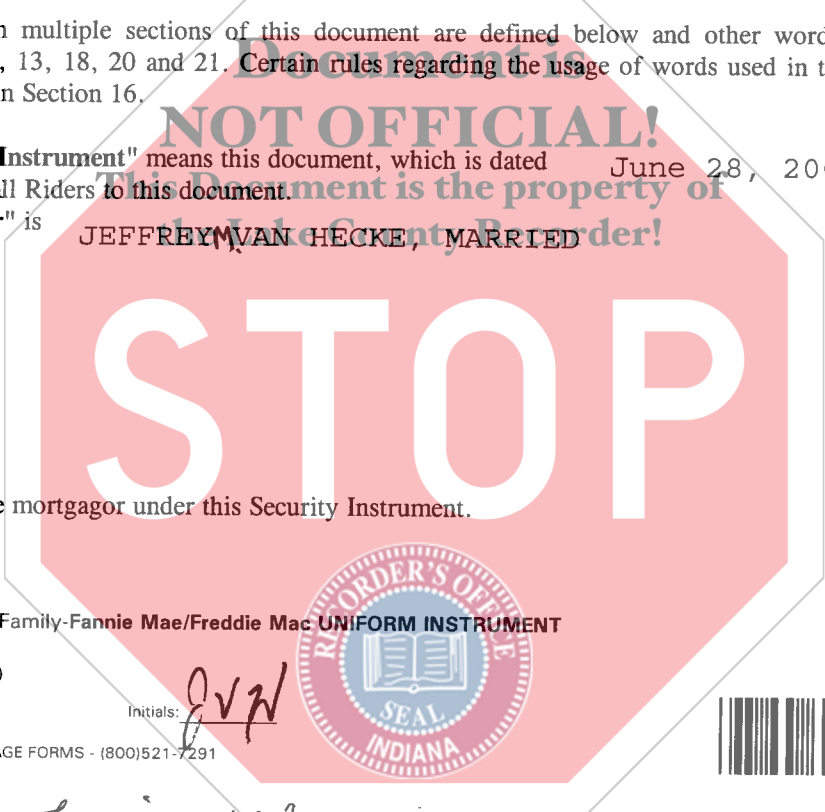 multiple sections of this document are defined below and other
, 13, 18, 20 and 21. Certain rules regarding the usage of words used in
n Section 16.
Document is
NOT OFFICIAL!
This Document is the property of
the Lake County Recorder!
Instrument" means this document, which is dated June 28, 20
ll Riders to this document.
" is
JEFFREY M. VAN HECKE, MARRIED
STOP
mortgagor under this Security Instrument.
Family-Fannie Mae/Freddie Mac UNIFORM INSTRUMENT
RECORDER'S OFFICE
SEAL
INDIANA
Initials: JVH
GE FORMS - (800)521-7291